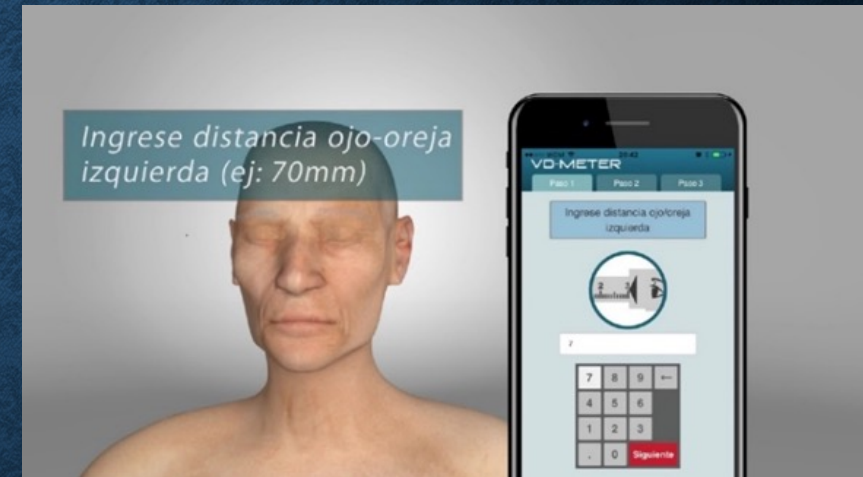 Ingrese distancia ojo-oreja
izquierda (ej: 70mm)
VD-METER
Paso 1 Paso 2 Paso 3
Ingrese distancia ojo/oreja
izquierda
7
7 8 9 ←
4 5 6
1 2 3
. 0 Siguiente